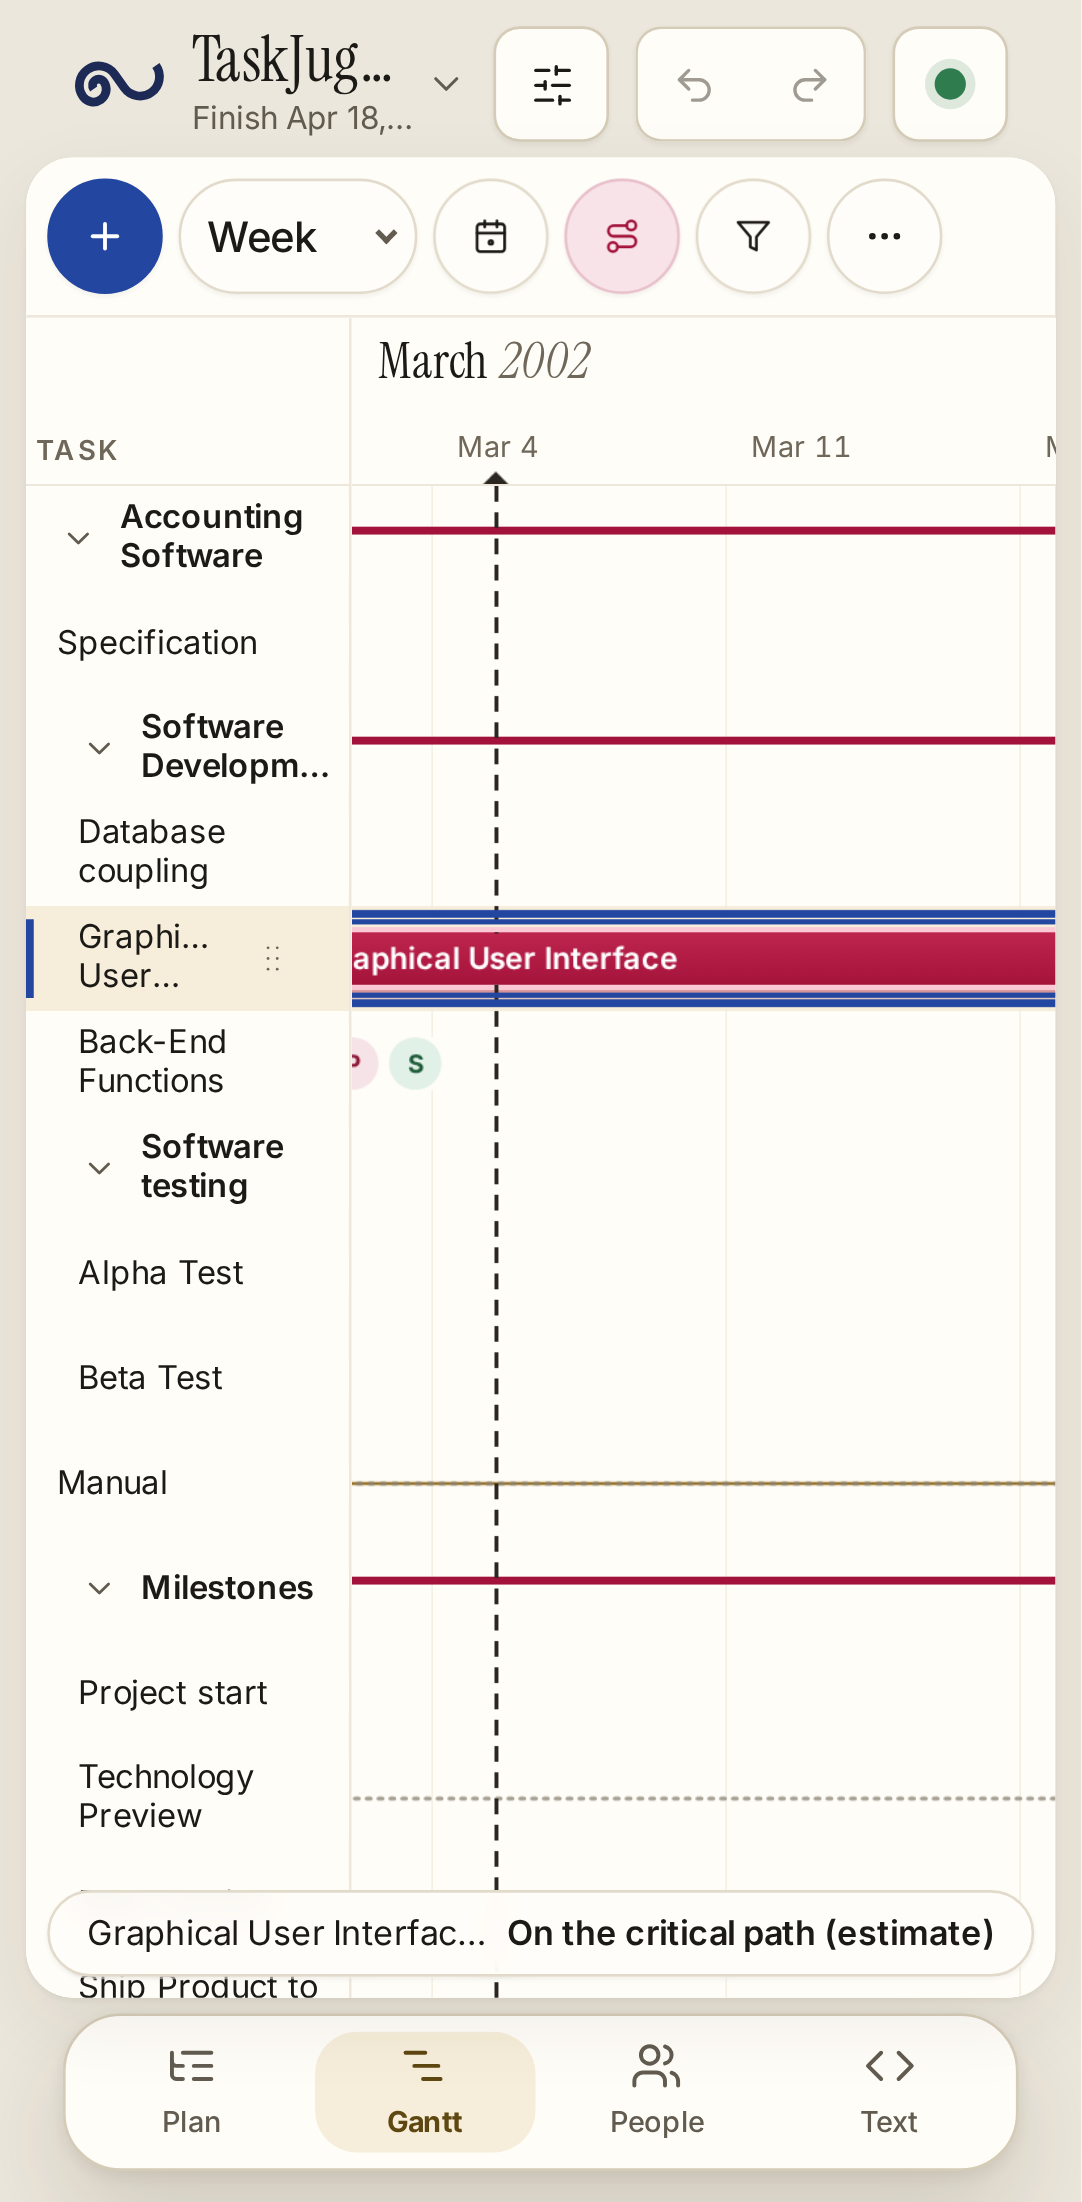 TaskJug...
Finish Apr 18,...
Week
March 2002
TASK
Mar 4
Mar 11
Accounting
Software
Specification
Software
Developm...
Database
coupling
Graphi...
User...
aphical User Interface
Back-End
Functions
P
S
Software
testing
Alpha Test
Beta Test
Manual
Milestones
Project start
Technology
Preview
Graphical User Interfac...
On the critical path (estimate)
Ship Product to
Plan
Gantt
People
Text